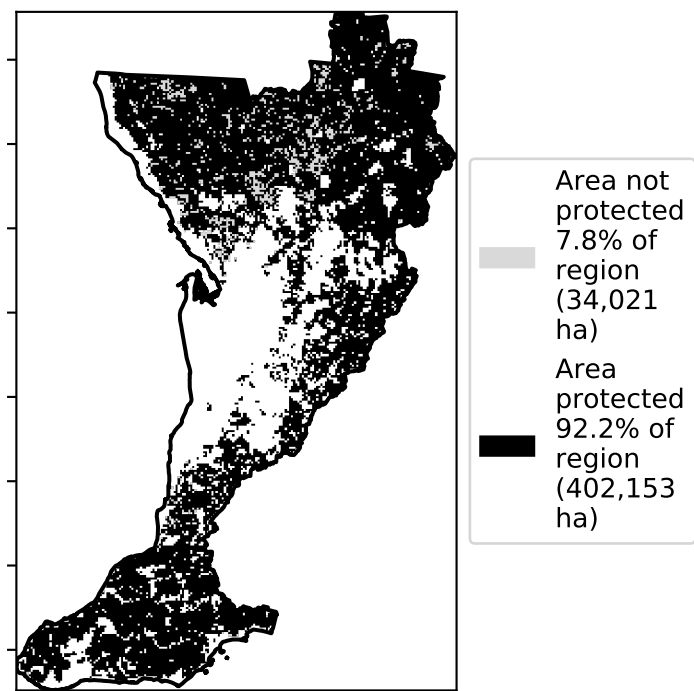 Area not
protected
7.8% of
region
(34,021
ha)
Area
protected
92.2% of
region
(402,153
ha)